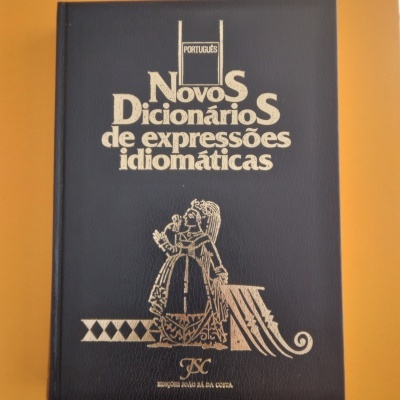 PORTUGUÊS
NovoS
DicionárioS
de expressões
idiomáticas
JSC
EDIÇÕES JOÃO SÁ DA COSTA